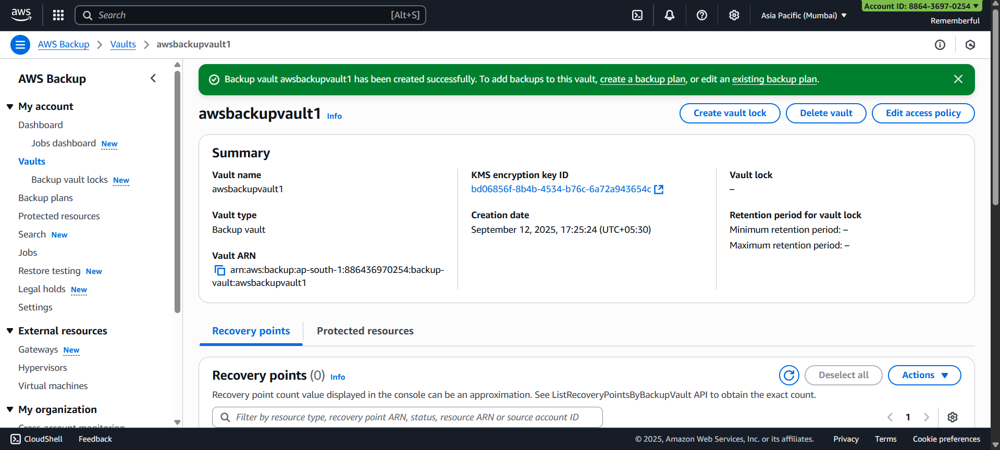 aws
Search
[Alt+S]
Asia Pacific (Mumbai)
Account ID: 8864-3697-0254
Rememberful
AWS Backup
Vaults
awsbackupvault1
AWS Backup
My account
Dashboard
Jobs dashboard New
Vaults
Backup vault locks New
Backup plans
Protected resources
Search New
Jobs
Restore testing New
Legal holds New
Settings
External resources
Gateways New
Hypervisors
Virtual machines
My organization
Cross-account monitoring
Backup vault awsbackupvault1 has been created successfully. To add backups to this vault, create a backup plan, or edit an existing backup plan.
awsbackupvault1 Info
Create vault lock
Delete vault
Edit access policy
Summary
Vault name
awsbackupvault1
Vault type
Backup vault
Vault ARN
arn:aws:backup:ap-south-1:886436970254:backup-
vault:awsbackupvault1
KMS encryption key ID
bd06856f-8b4b-4534-b76c-6a72a943654c
Creation date
September 12, 2025, 17:25:24 (UTC+05:30)
Vault lock
–
Retention period for vault lock
Minimum retention period: –
Maximum retention period: –
Recovery points
Protected resources
Recovery points (0) Info
Deselect all
Actions
Recovery point count value displayed in the console can be an approximation. See ListRecoveryPointsByBackupVault API to obtain the exact count.
Filter by resource type, recovery point ARN, status, resource ARN or source account ID
1
CloudShell
Feedback
© 2025, Amazon Web Services, Inc. or its affiliates.
Privacy
Terms
Cookie preferences